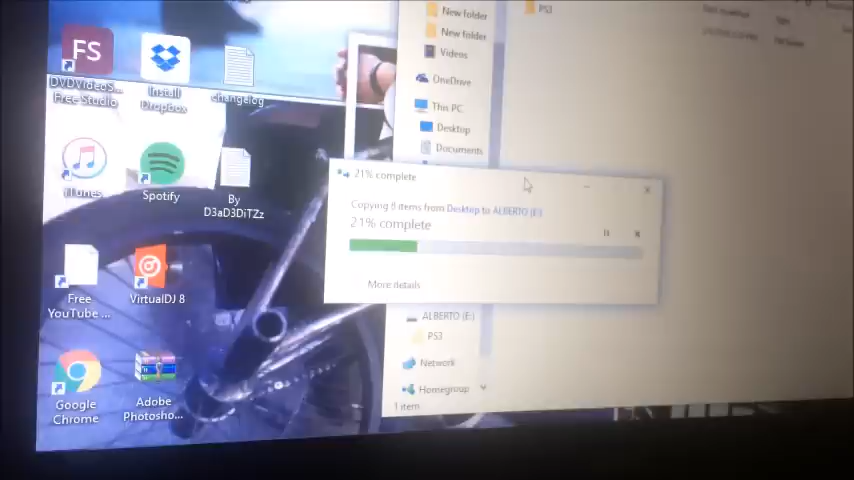 New folder
PS3
New folder
Videos
OneDrive
This PC
Desktop
Documents
FS
DVDVideoS...
Free Studio
Install
Dropbox
changelog
iTunes
Spotify
By
D3aD3DiTZz
21% complete
Copying 8 items from Desktop to ALBERTO (E:)
21% complete
More details
Free
YouTube ...
VirtualDJ 8
ALBERTO (E:)
PS3
Network
Homegroup
1 item
Google
Chrome
Adobe
Photosho...